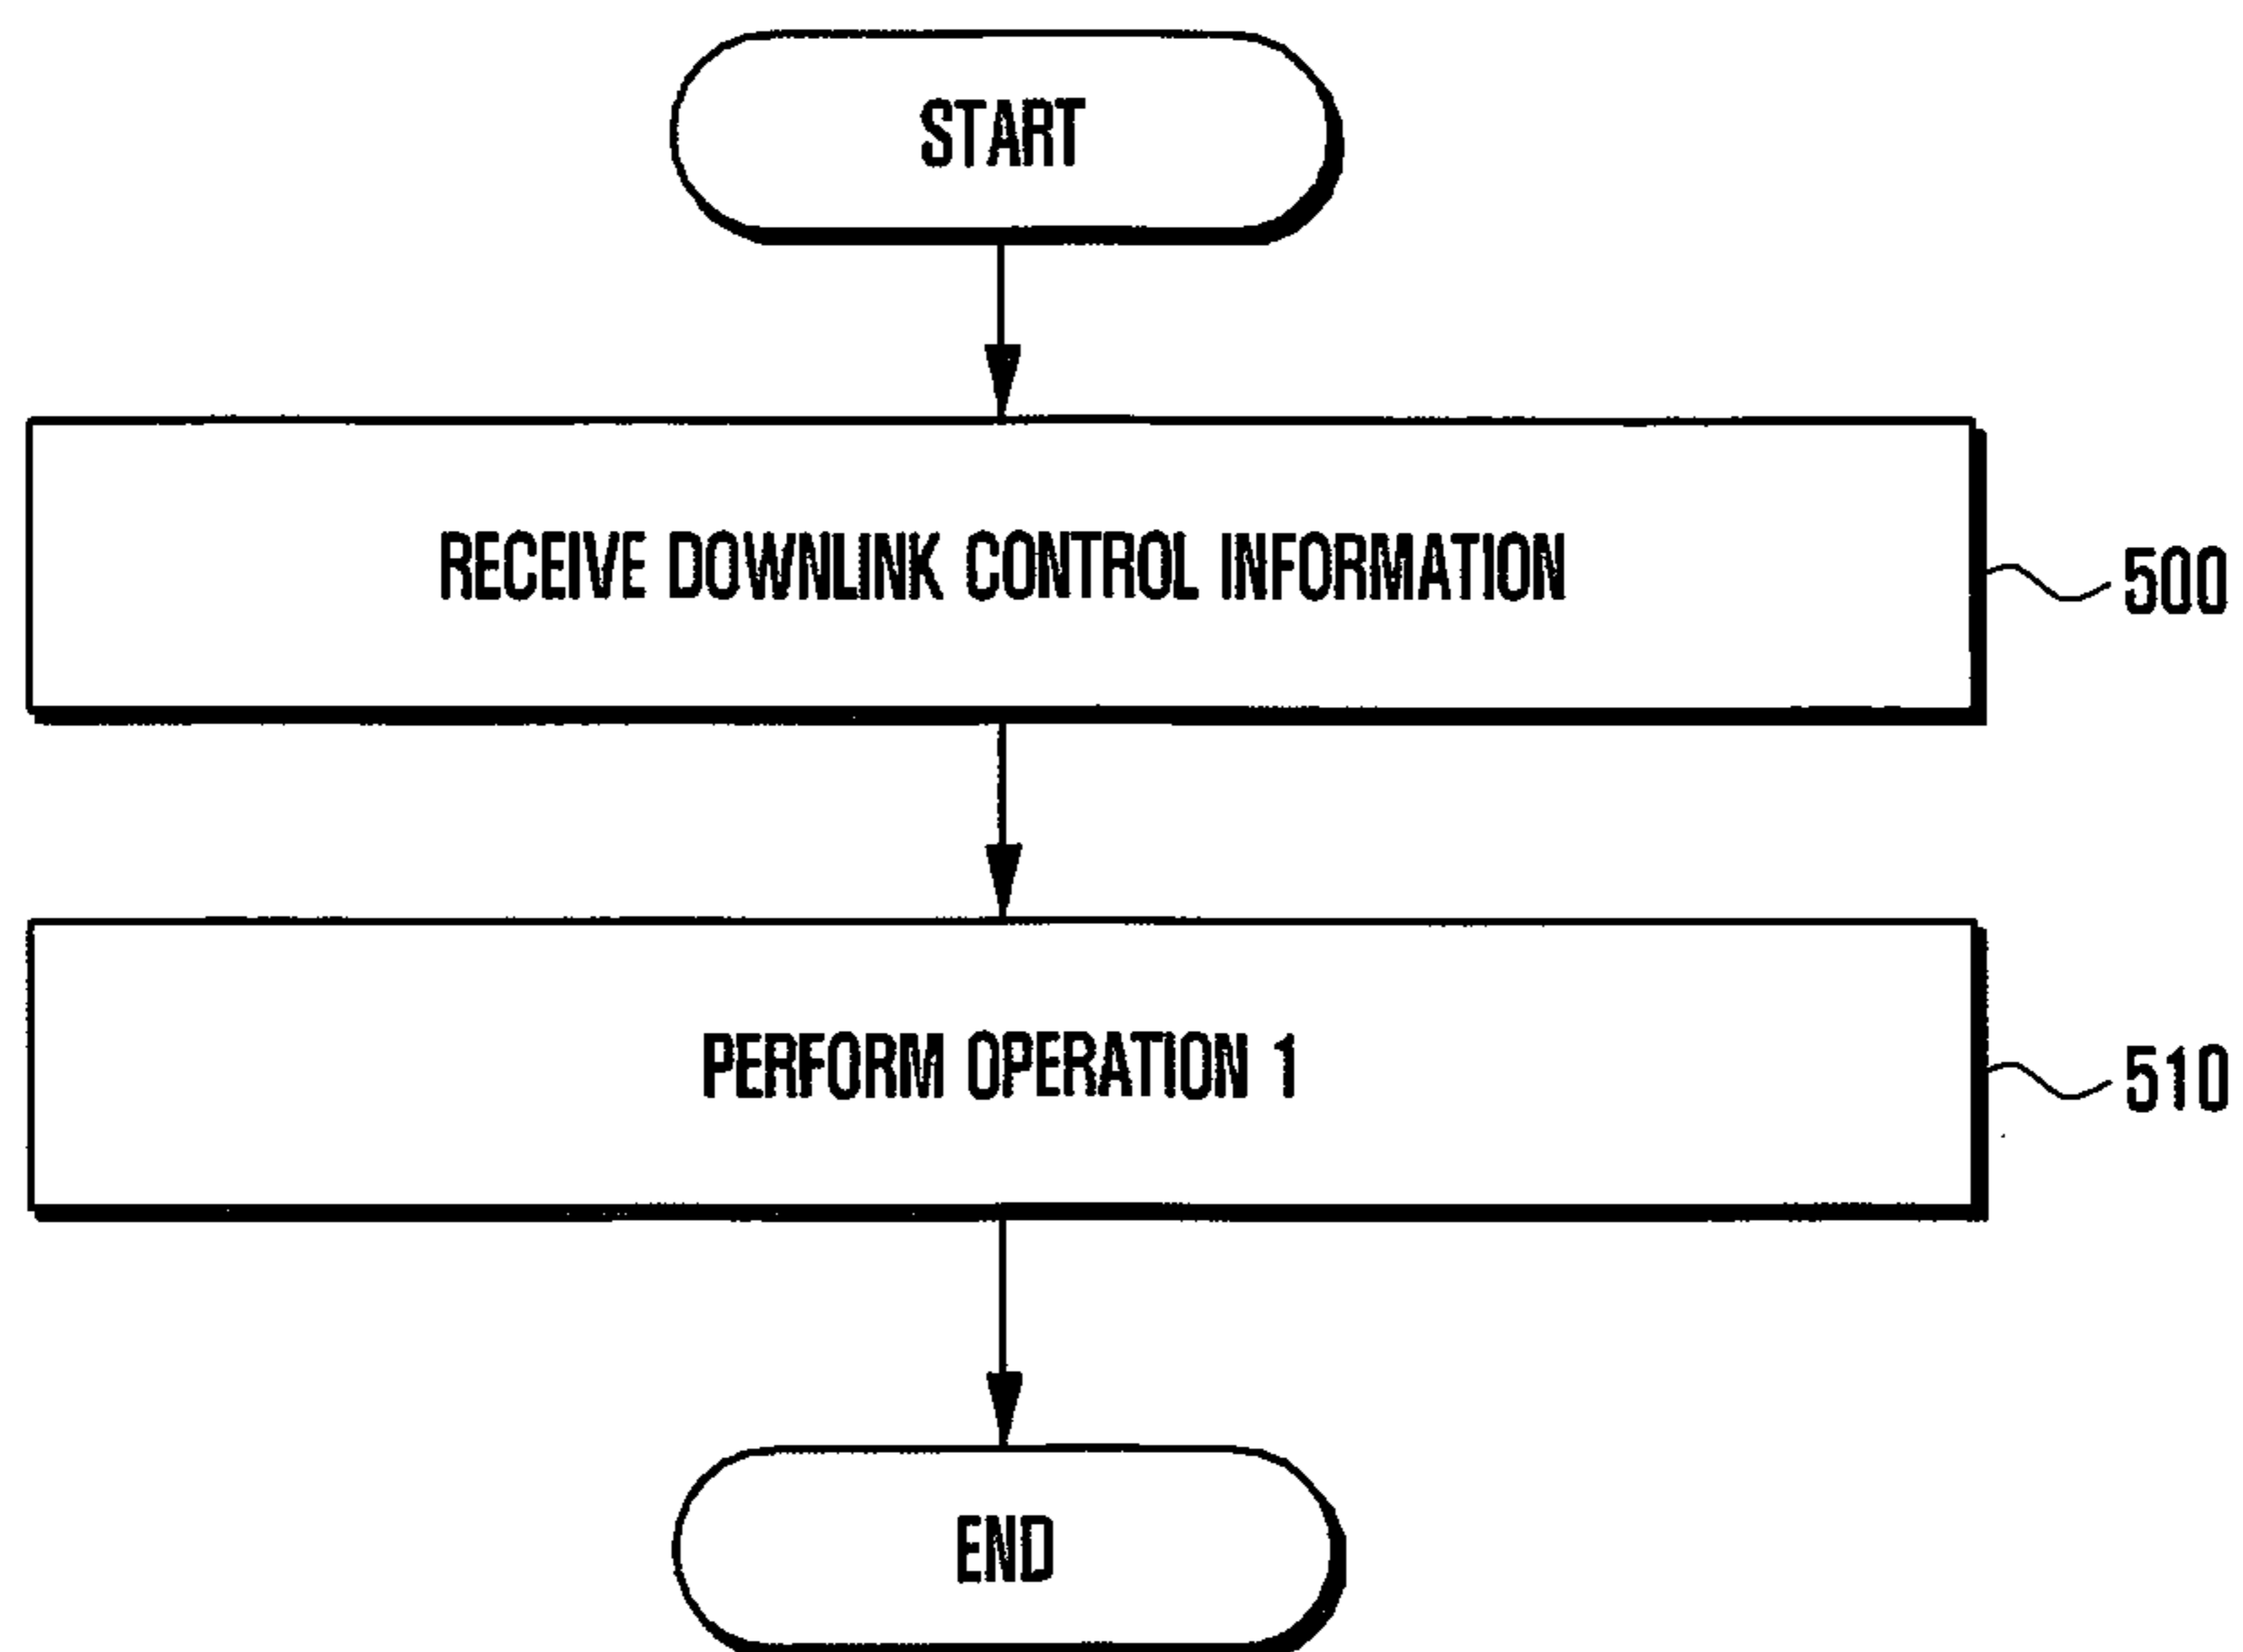 START
RECEIVE DOWNLINK CONTROL INFORMATION
500
PERFORM OPERATION 1
510
END